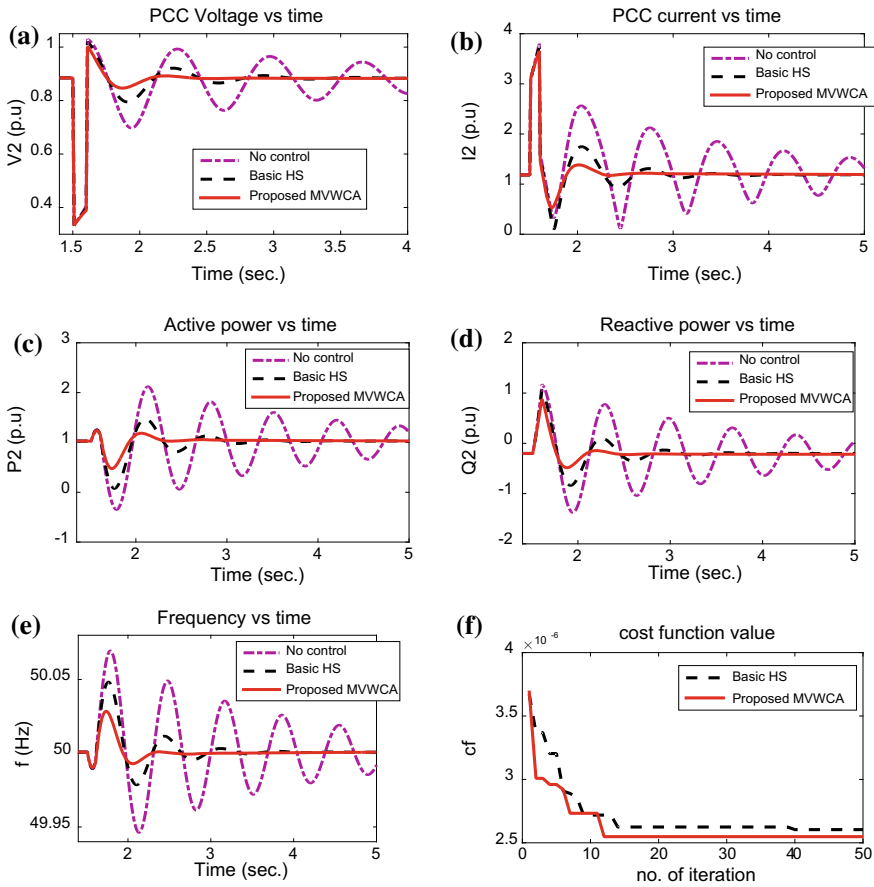 (a)
PCC Voltage vs time
1
0.8
0.6
0.4
V2 (p.u)
No control
Basic HS
Proposed MVWCA
1.5
2
2.5
3
3.5
4
Time (sec.)
(b)
PCC current vs time
4
3
2
1
0
I2 (p.u)
No control
Basic HS
Proposed MVWCA
2
3
4
5
Time (sec.)
(c)
Active power vs time
3
2
1
0
-1
P2 (p.u)
No control
Basic HS
Proposed MVWCA
2
3
4
5
Time (sec.)
(d)
Reactive power vs time
2
1
0
-1
-2
Q2 (p.u)
No control
Basic HS
Proposed MVWCA
2
3
4
5
Time (sec.)
(e)
Frequency vs time
50.05
50
49.95
f (Hz)
No control
Basic HS
Proposed MVWCA
2
3
4
5
Time (sec.)
(f)
cost function value
× 10 -6
4
3.5
3
2.5
cf
Basic HS
Proposed MVWCA
0
10
20
30
40
50
no. of iteration